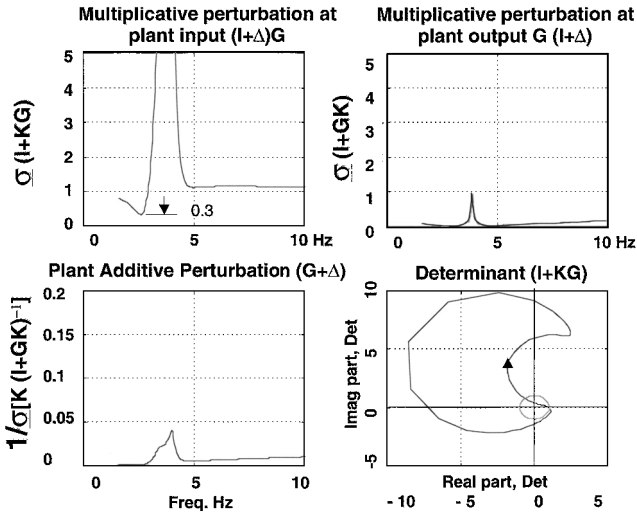 Multiplicative perturbation at
plant input (I+Δ)G
5
4
3
2
1
0
σ (I+KG)
0.3
0 5 10 Hz
Multiplicative perturbation at
plant output G (I+Δ)
5
4
3
2
1
0
σ (I+GK)
0 5 10 Hz
Plant Additive Perturbation (G+Δ)
0.2
0.15
0.1
0.05
0
1/σ[K (I+GK)⁻¹]
0 5 10
Freq. Hz
Determinant (I+KG)
10
5
0
-5
Imag part, Det
Real part, Det
- 10 - 5 0 5